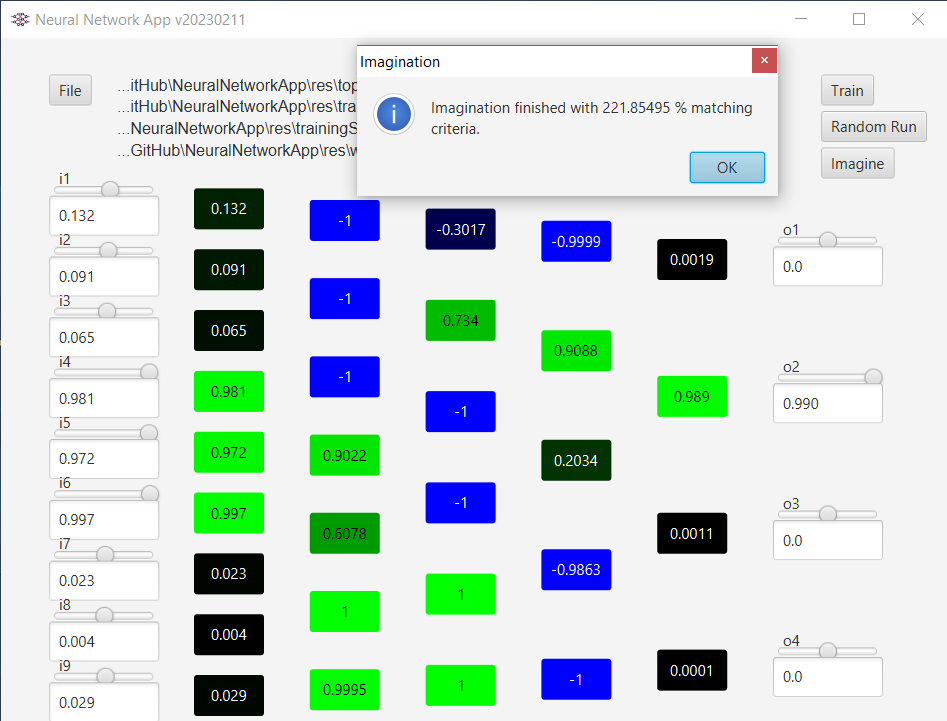 Neural Network App v20230211
Imagination
Imagination finished with 221.85495 % matching
criteria.
OK
File
...itHub\NeuralNetworkApp\res\top
...itHub\NeuralNetworkApp\res\tra
...NeuralNetworkApp\res\trainingS
...GitHub\NeuralNetworkApp\res\w
Train
Random Run
Imagine
i1
0.132
i2
0.091
i3
0.065
i4
0.981
i5
0.972
i6
0.997
i7
0.023
i8
0.004
i9
0.029
0.132
0.091
0.065
0.981
0.972
0.997
0.023
0.004
0.029
-1
-1
-1
0.9022
0.6078
1
0.9995
-0.3017
0.734
-1
-1
1
1
-0.9999
0.9088
0.2034
-0.9863
-1
0.0019
0.989
0.0011
0.0001
o1
0.0
o2
0.990
o3
0.0
o4
0.0